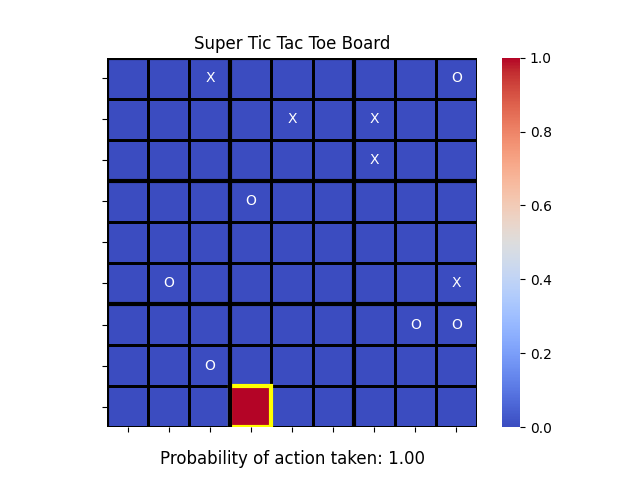 Super Tic Tac Toe Board
X O
X X
X
O
O X
O O
O
1.0
0.8
0.6
0.4
0.2
0.0
Probability of action taken: 1.00